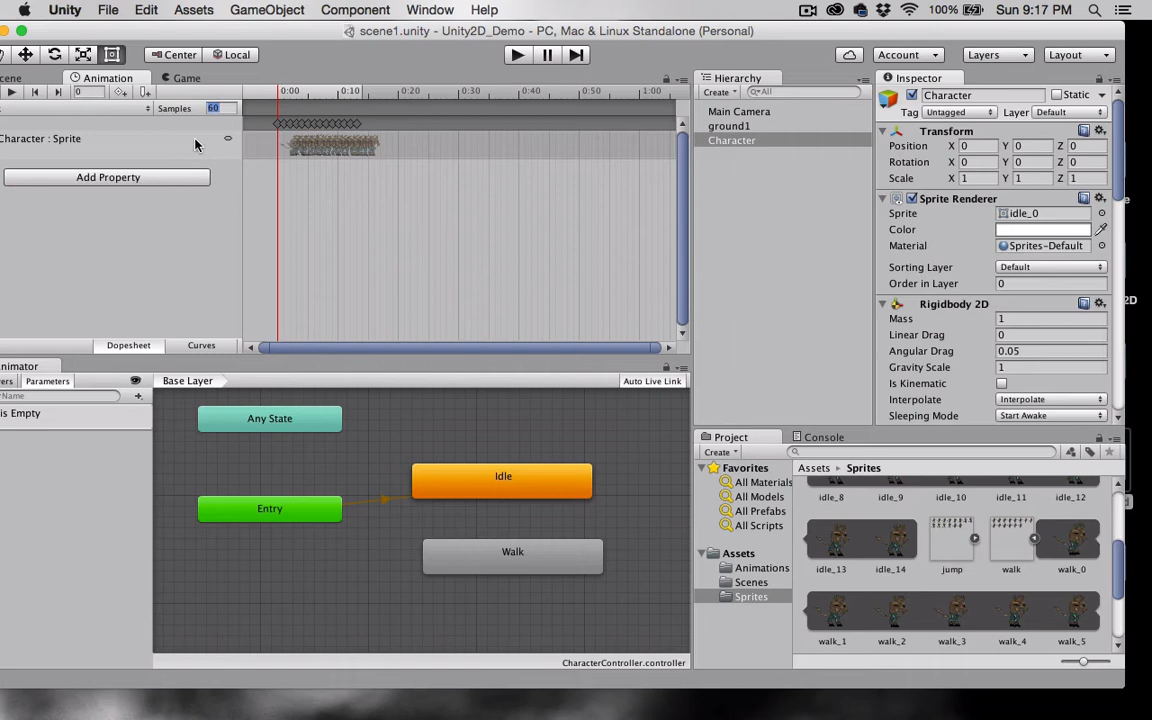 Unity File Edit Assets GameObject Component Window Help 100% Sun 9:17 PM
scene1.unity - Unity2D_Demo - PC, Mac & Linux Standalone (Personal)
Center Local Account Layers Layout
cene Animation Game Hierarchy Inspector
0 0:00 0:10 0:20 0:30 0:40 0:50 1:00 Create All Character Static
Samples 60 Main Camera Tag Untagged Layer Default
Character : Sprite ground1 Transform
Character Position X 0 Y 0 Z 0
Rotation X 0 Y 0 Z 0
Add Property Scale X 1 Y 1 Z 1
Sprite Renderer
Sprite idle_0
Color
Material Sprites-Default
Sorting Layer Default
Order in Layer 0
Rigidbody 2D
Mass 1
Linear Drag 0
Dopesheet Curves Angular Drag 0.05
nimator Gravity Scale 1
ers Parameters Base Layer Auto Live Link Is Kinematic
Name Interpolate Interpolate
is Empty Sleeping Mode Start Awake
Any State
Project Console
Create
Idle Favorites Assets Sprites
All Materials
All Models idle_8 idle_9 idle_10 idle_11 idle_12
Entry All Prefabs
All Scripts
Walk Assets
Animations idle_13 idle_14 jump walk walk_0
Scenes
Sprites
walk_1 walk_2 walk_3 walk_4 walk_5
CharacterController.controller